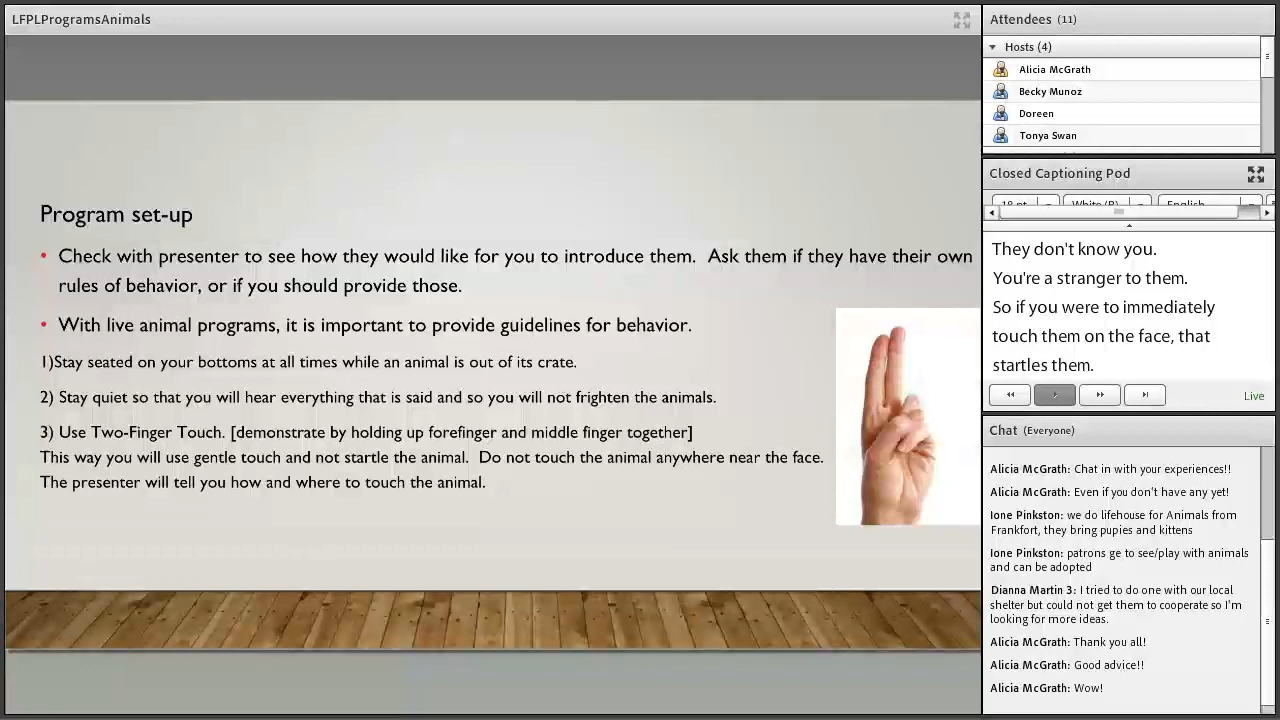 LFPLProgramsAnimals
Program set-up
• Check with presenter to see how they would like for you to introduce them.  Ask them if they have their own
rules of behavior, or if you should provide those.
• With live animal programs, it is important to provide guidelines for behavior.
1)Stay seated on your bottoms at all times while an animal is out of its crate.
2) Stay quiet so that you will hear everything that is said and so you will not frighten the animals.
3) Use Two-Finger Touch. [demonstrate by holding up forefinger and middle finger together]
This way you will use gentle touch and not startle the animal.  Do not touch the animal anywhere near the face.
The presenter will tell you how and where to touch the animal.
Attendees (11)
Hosts (4)
Alicia McGrath
Becky Munoz
Doreen
Tonya Swan
Closed Captioning Pod
18 pt White (B) English
They don't know you.
You're a stranger to them.
So if you were to immediately
touch them on the face, that
startles them.
Live
Chat (Everyone)
Alicia McGrath: Chat in with your experiences!!
Alicia McGrath: Even if you don't have any yet!
Ione Pinkston: we do lifehouse for Animals from
Frankfort, they bring pupies and kittens
Ione Pinkston: patrons ge to see/play with animals
and can be adopted
Dianna Martin 3: I tried to do one with our local
shelter but could not get them to cooperate so I'm
looking for more ideas.
Alicia McGrath: Thank you all!
Alicia McGrath: Good advice!!
Alicia McGrath: Wow!